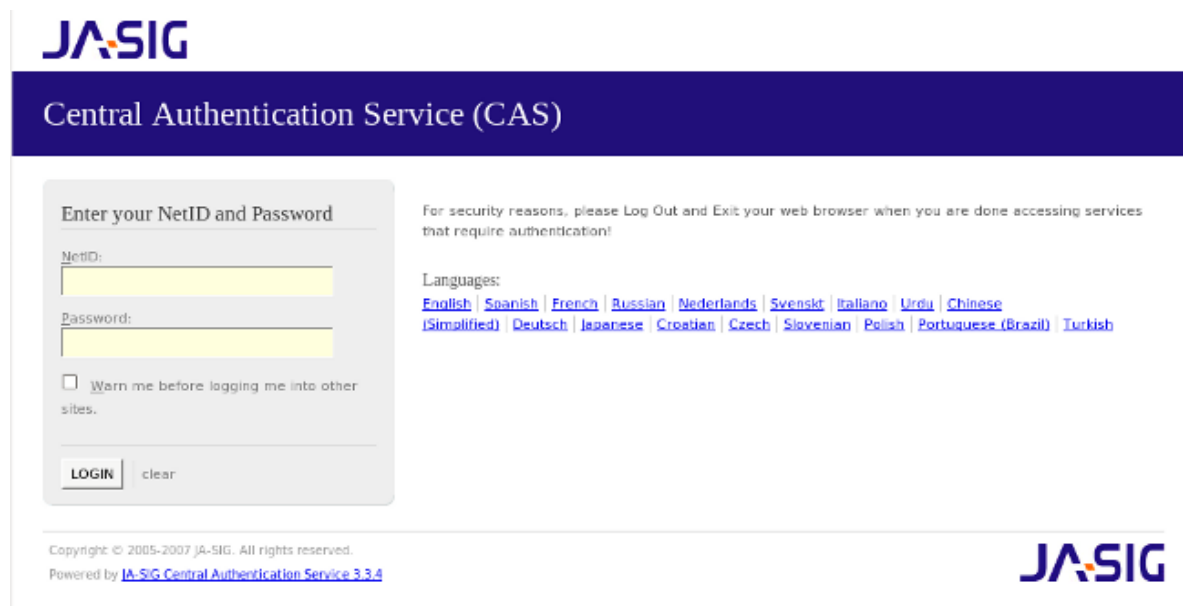 JA-SIG
Central Authentication Service (CAS)
Enter your NetID and Password
NetID:
Password:
Warn me before logging me into other
sites.
LOGIN clear
For security reasons, please Log Out and Exit your web browser when you are done accessing services
that require authentication!
Languages:
English Spanish French Russian Nederlands Svenskt Italiano Urdu Chinese
(Simplified) Deutsch Japanese Croatian Czech Slovenian Polish Portuguese (Brazil) Turkish
Copyright © 2005-2007 JA-SIG. All rights reserved.
Powered by JA-SIG Central Authentication Service 3.3.4
JA-SIG